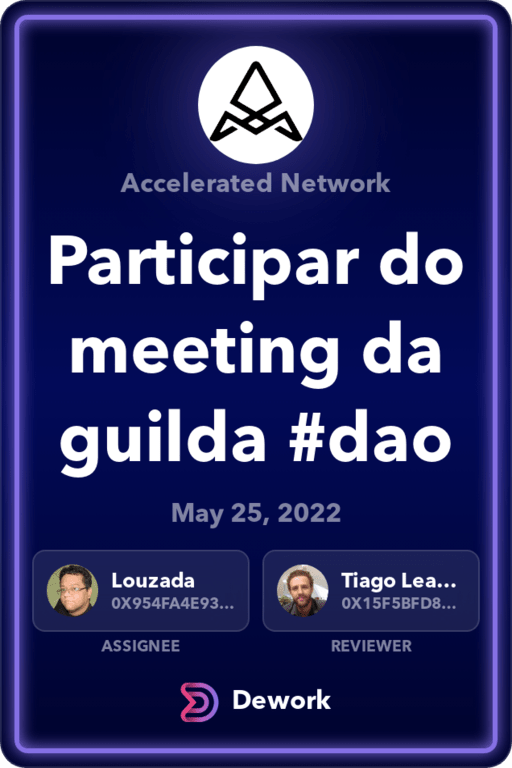 Accelerated Network
Participar do
meeting da
guilda #dao
May 25, 2022
Louzada
0X954FA4E93...
ASSIGNEE
Tiago Lea...
0X15F5BFD8...
REVIEWER
Dework